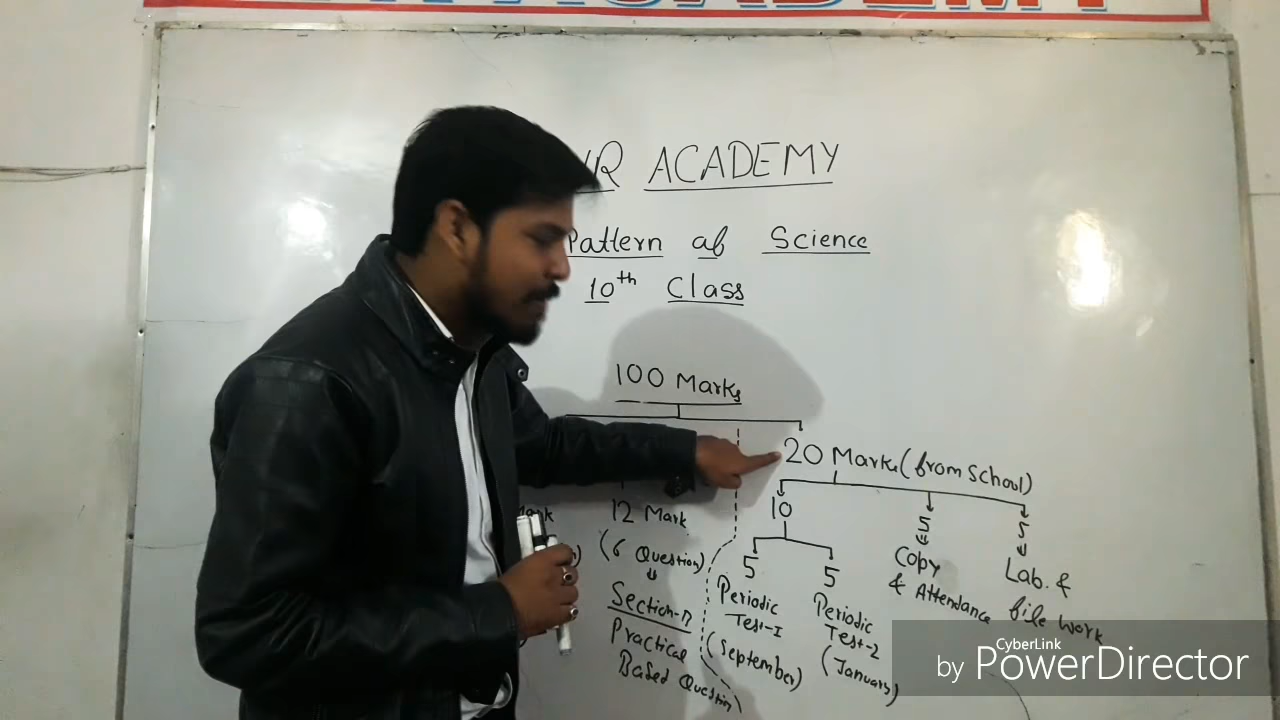 ACADEMY
ACADEMY
Pattern of Science
10th Class
100 Marks
20 Marks (from School)
10
5
5
12 Mark
Mark
(6 Question)
5
5
Copy
& Attendance
Lab. &
file work
Periodic
Test-I
(September)
Periodic
Test-2
(January)
Practical
Based Question
CyberLink
by PowerDirector